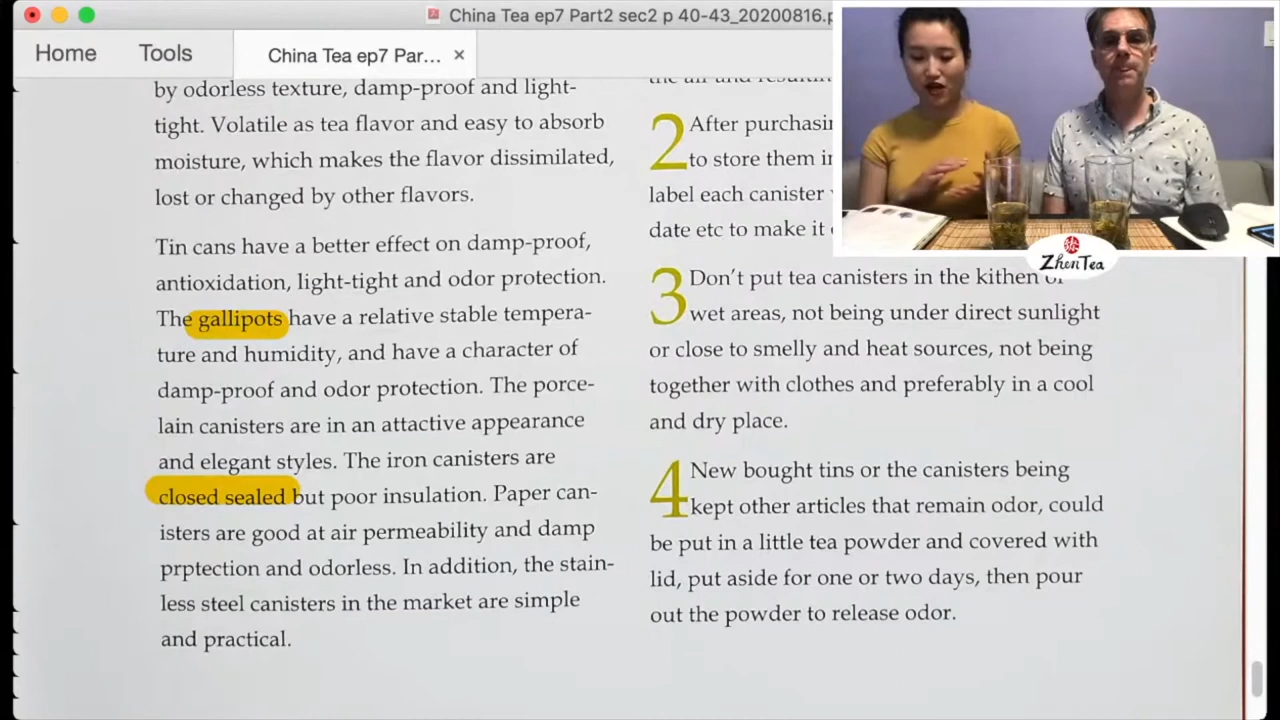 China Tea ep7 Part2 sec2 p 40-43_20200816.p
Home
Tools
China Tea ep7 Par...
×
by odorless texture, damp-proof and light-
tight. Volatile as tea flavor and easy to absorb
moisture, which makes the flavor dissimilated,
lost or changed by other flavors.
Tin cans have a better effect on damp-proof,
antioxidation, light-tight and odor protection.
The gallipots have a relative stable tempera-
ture and humidity, and have a character of
damp-proof and odor protection. The porce-
lain canisters are in an attactive appearance
and elegant styles. The iron canisters are
closed sealed but poor insulation. Paper can-
isters are good at air permeability and damp
prptection and odorless. In addition, the stain-
less steel canisters in the market are simple
and practical.
the air and
2 After purchasin
to store them in
label each canister
date etc to make it
3 Don't put tea canisters in the kithen or
wet areas, not being under direct sunlight
or close to smelly and heat sources, not being
together with clothes and preferably in a cool
and dry place.
4 New bought tins or the canisters being
kept other articles that remain odor, could
be put in a little tea powder and covered with
lid, put aside for one or two days, then pour
out the powder to release odor.
ZhenTea